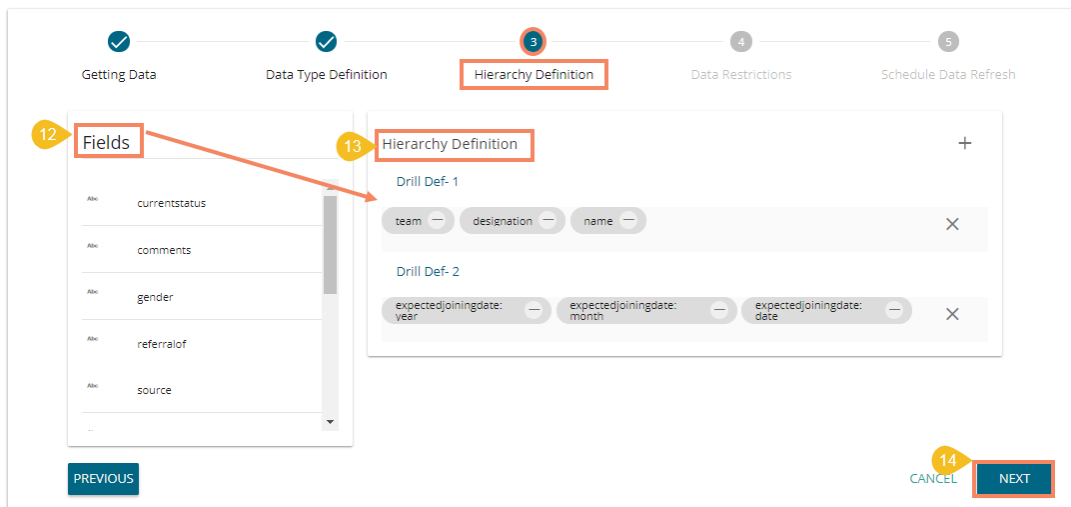 3
4
5
Getting Data
Data Type Definition
Hierarchy Definition
Data Restrictions
Schedule Data Refresh
12
Fields
Abc
currentstatus
Abc
comments
Abc
gender
Abc
referralof
Abc
source
13
Hierarchy Definition
+
Drill Def- 1
team
designation
name
Drill Def- 2
expectedjoiningdate:
year
expectedjoiningdate:
month
expectedjoiningdate:
date
PREVIOUS
14
CANCEL
NEXT